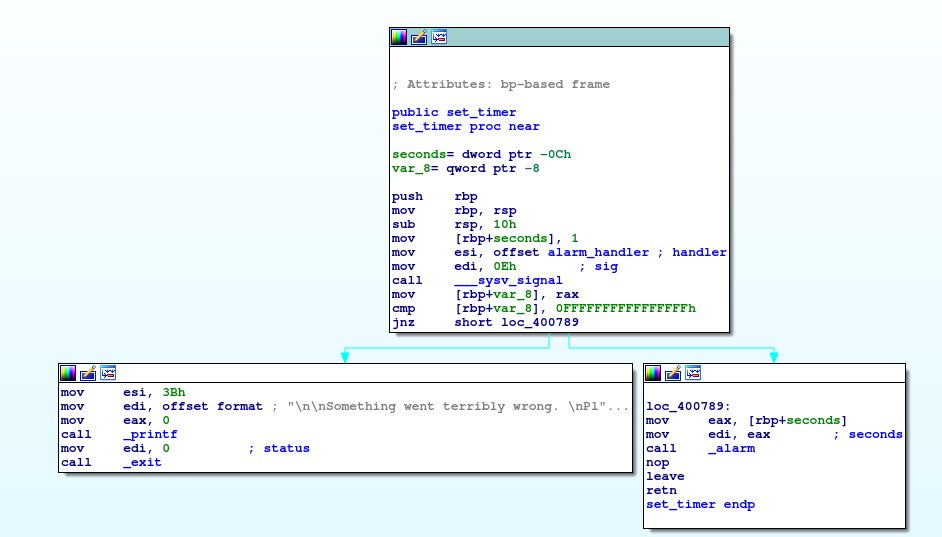 ; Attributes: bp-based frame
public set_timer
set_timer proc near
seconds= dword ptr -0Ch
var_8= qword ptr -8
push    rbp
mov     rbp, rsp
sub     rsp, 10h
mov     [rbp+seconds], 1
mov     esi, offset alarm_handler ; handler
mov     edi, 0Eh        ; sig
call    ___sysv_signal
mov     [rbp+var_8], rax
cmp     [rbp+var_8], 0FFFFFFFFFFFFFFFFh
jnz     short loc_400789
mov     esi, 3Bh
mov     edi, offset format ; "\n\nSomething went terribly wrong. \nPl"...
mov     eax, 0
call    _printf
mov     edi, 0          ; status
call    _exit
loc_400789:
mov     eax, [rbp+seconds]
mov     edi, eax        ; seconds
call    _alarm
nop
leave
retn
set_timer endp